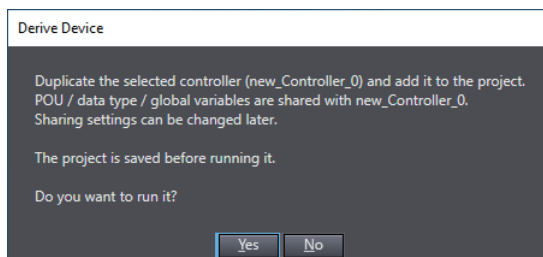 Derive Device
Duplicate the selected controller (new_Controller_0) and add it to the project.
POU / data type / global variables are shared with new_Controller_0.
Sharing settings can be changed later.
The project is saved before running it.
Do you want to run it?
Yes No